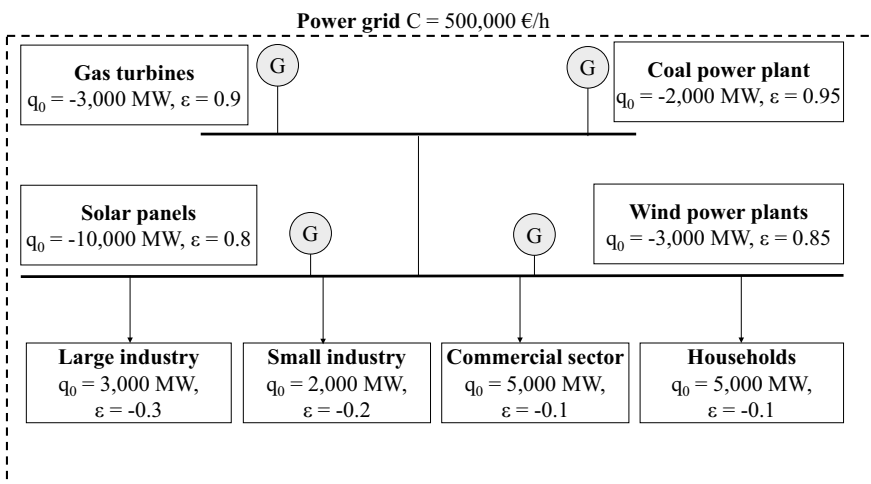 Power grid C = 500,000 €/h
Gas turbines
q₀ = -3,000 MW, ε = 0.9
G
G
Coal power plant
q₀ = -2,000 MW, ε = 0.95
Solar panels
q₀ = -10,000 MW, ε = 0.8
G
G
Wind power plants
q₀ = -3,000 MW, ε = 0.85
Large industry
q₀ = 3,000 MW,
ε = -0.3
Small industry
q₀ = 2,000 MW,
ε = -0.2
Commercial sector
q₀ = 5,000 MW,
ε = -0.1
Households
q₀ = 5,000 MW,
ε = -0.1